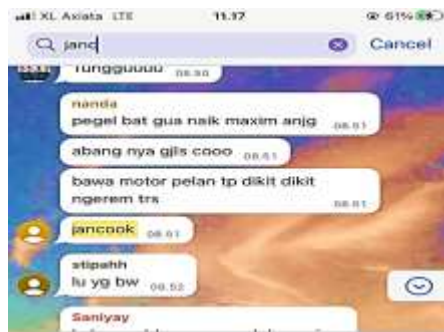 XL Axiata LTE 11.17 61%
janc Cancel
Tungguuuu 08.50
nanda
pegel bat gua naik maxim anjg 08.51
abang nya gjls cooo 08.51
bawa motor pelan tp dikit dikit
ngerem trs 08.51
jancook 08.51
stipahh
lu yg bw 08.52
Saniyay